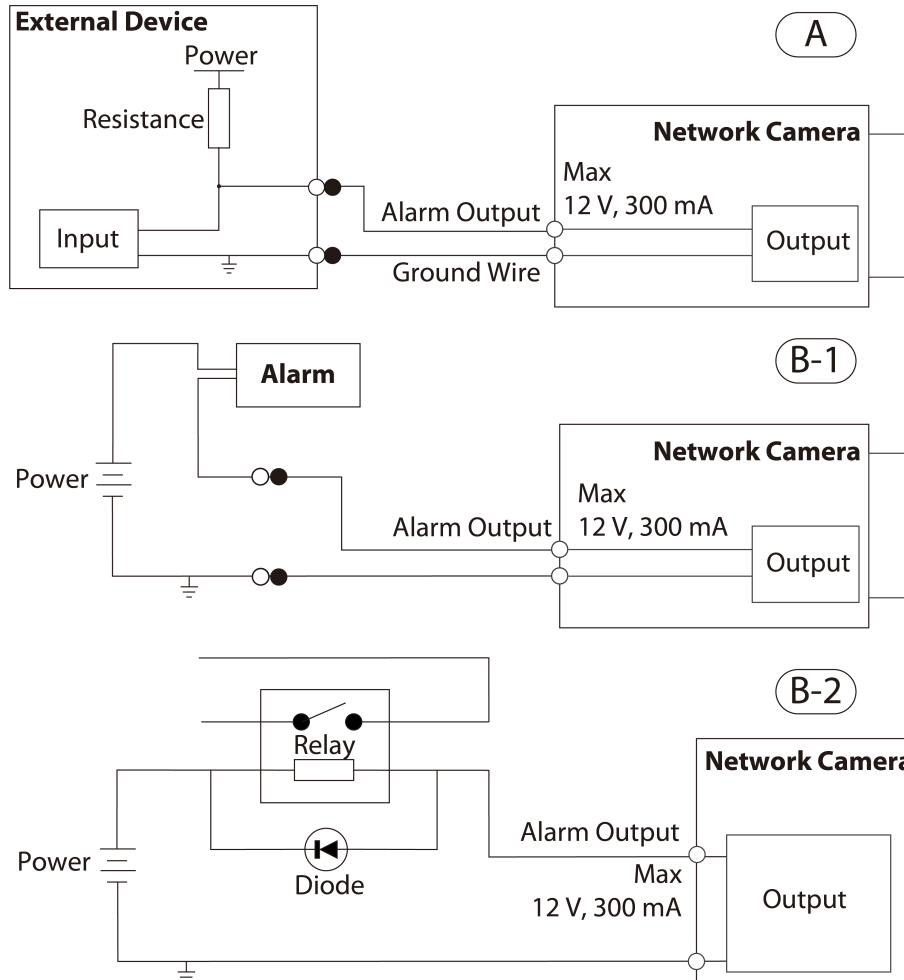 External Device
A
Power
Resistance
Network Camera
Max
12 V, 300 mA
Alarm Output
Input
Output
Ground Wire
B-1
Alarm
Network Camera
Power
Max
12 V, 300 mA
Alarm Output
Output
B-2
Relay
Network Camera
Alarm Output
Power
Max
Diode
12 V, 300 mA
Output